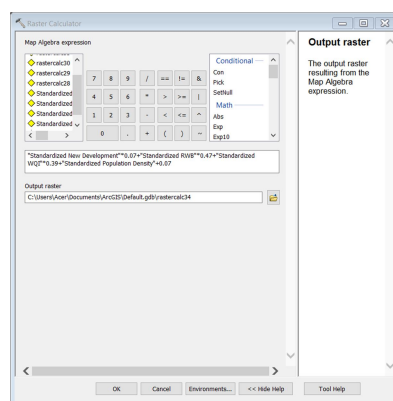 Raster Calculator
Map Algebra expression
rastercalc30
rastercalc29
rastercalc28
Standardized
Standardized
Standardized
Standardized
7 8 9 / == != &
4 5 6 * > >= |
1 2 3 - < <= ^
0 . + ( ) ~
Conditional
Con
Pick
SetNull
Math
Abs
Exp
Exp10
"Standardized New Development"*0.07+"Standardized RWB"*0.47+"Standardized
WQI"*0.39+"Standardized Population Density"+0.07
Output raster
C:\Users\Acer\Documents\ArcGIS\Default.gdb\rastercalc34
OK Cancel Environments... << Hide Help Tool Help
Output raster
The output raster
resulting from the
Map Algebra
expression.